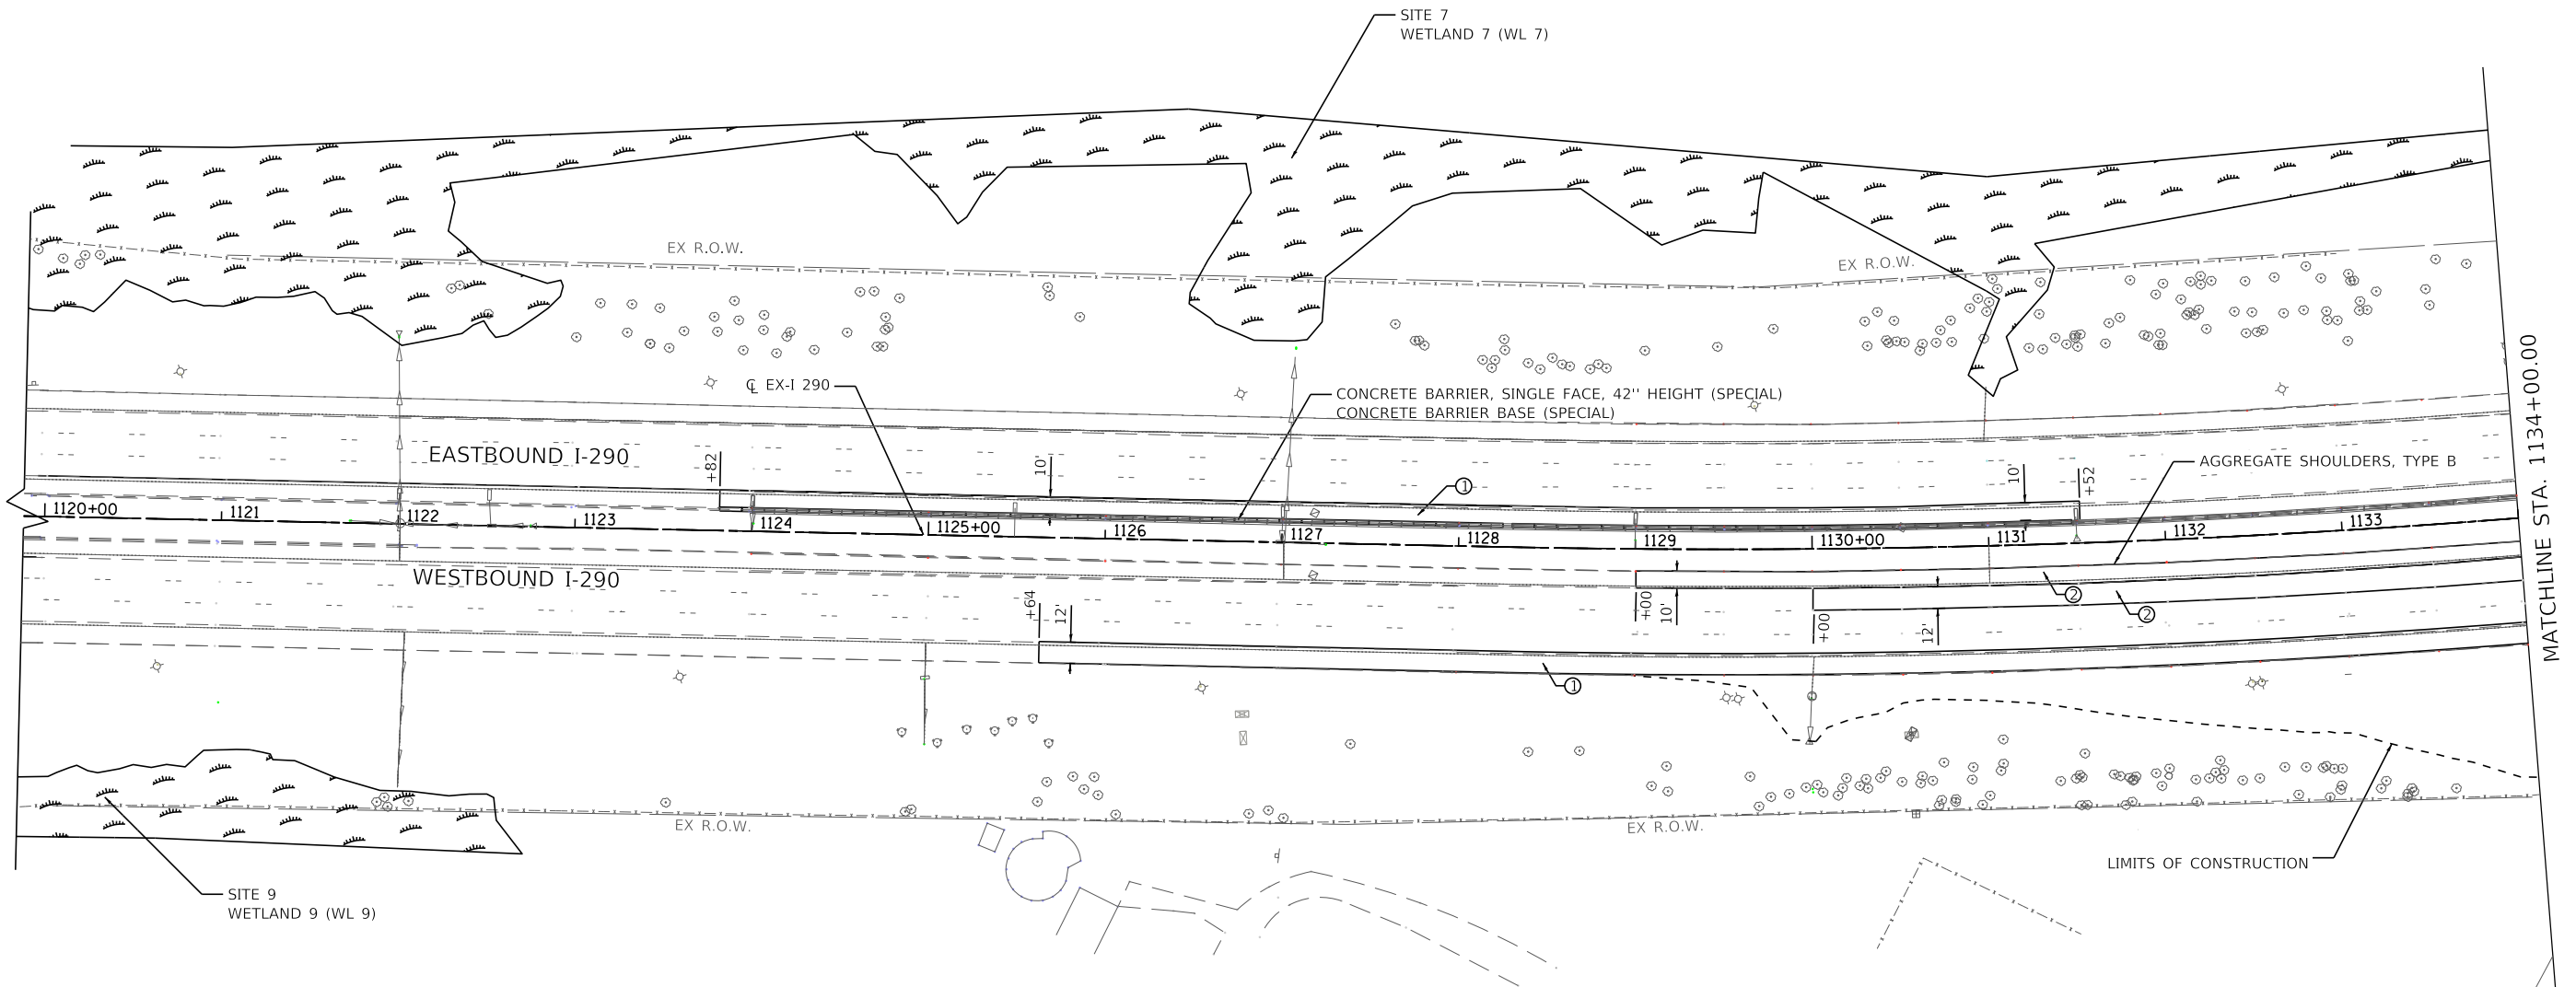 SITE 7
WETLAND 7 (WL 7)
EX R.O.W.
EX R.O.W.
MATCHLINE STA. 1134+00.00
℄ EX-I 290
CONCRETE BARRIER, SINGLE FACE, 42'' HEIGHT (SPECIAL)
CONCRETE BARRIER BASE (SPECIAL)
EASTBOUND I-290
+82
10'
1
10'
+52
AGGREGATE SHOULDERS, TYPE B
1120+00
1121
1122
1123
1124
1125+00
1126
1127
1128
1129
1130+00
1131
1132
1133
WESTBOUND I-290
+64
12'
+00
10'
+00
12'
2
2
1
EX R.O.W.
EX R.O.W.
LIMITS OF CONSTRUCTION
SITE 9
WETLAND 9 (WL 9)